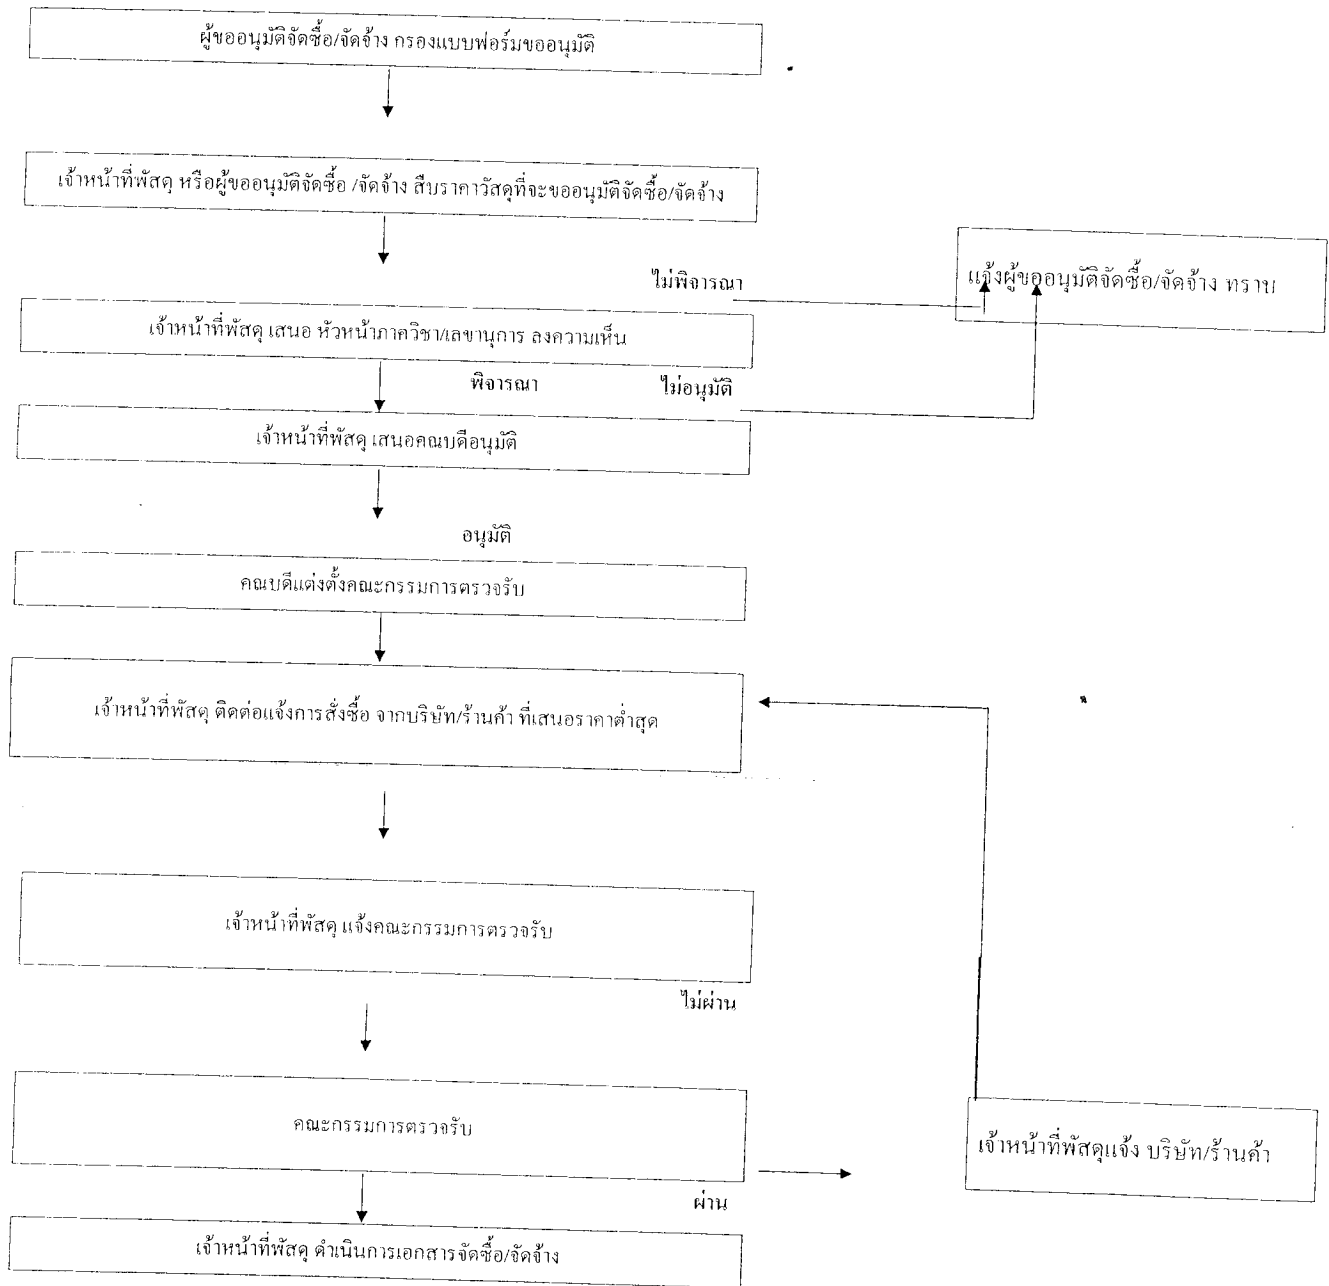 ผู้ขออนุมัติจัดซื้อ/จัดจ้าง กรองแบบฟอร์มขออนุมัติ
เจ้าหน้าที่พัสดุ หรือผู้ขออนุมัติจัดซื้อ /จัดจ้าง สืบราคาวัสดุที่จะขออนุมัติจัดซื้อ/จัดจ้าง
ไม่พิจารณา
แจ้งผู้ขออนุมัติจัดซื้อ/จัดจ้าง ทราบ
เจ้าหน้าที่พัสดุ เสนอ หัวหน้าภาควิชา/เลขานุการ ลงความเห็น
พิจารณา
ไม่อนุมัติ
เจ้าหน้าที่พัสดุ เสนอคณบดีอนุมัติ
อนุมัติ
คณบดีแต่งตั้งคณะกรรมการตรวจรับ
เจ้าหน้าที่พัสดุ ติดต่อแจ้งการสั่งซื้อ จากบริษัท/ร้านค้า ที่เสนอราคาต่ำสุด
เจ้าหน้าที่พัสดุ แจ้งคณะกรรมการตรวจรับ
ไม่ผ่าน
คณะกรรมการตรวจรับ
เจ้าหน้าที่พัสดุแจ้ง บริษัท/ร้านค้า
ผ่าน
เจ้าหน้าที่พัสดุ ดำเนินการเอกสารจัดซื้อ/จัดจ้าง